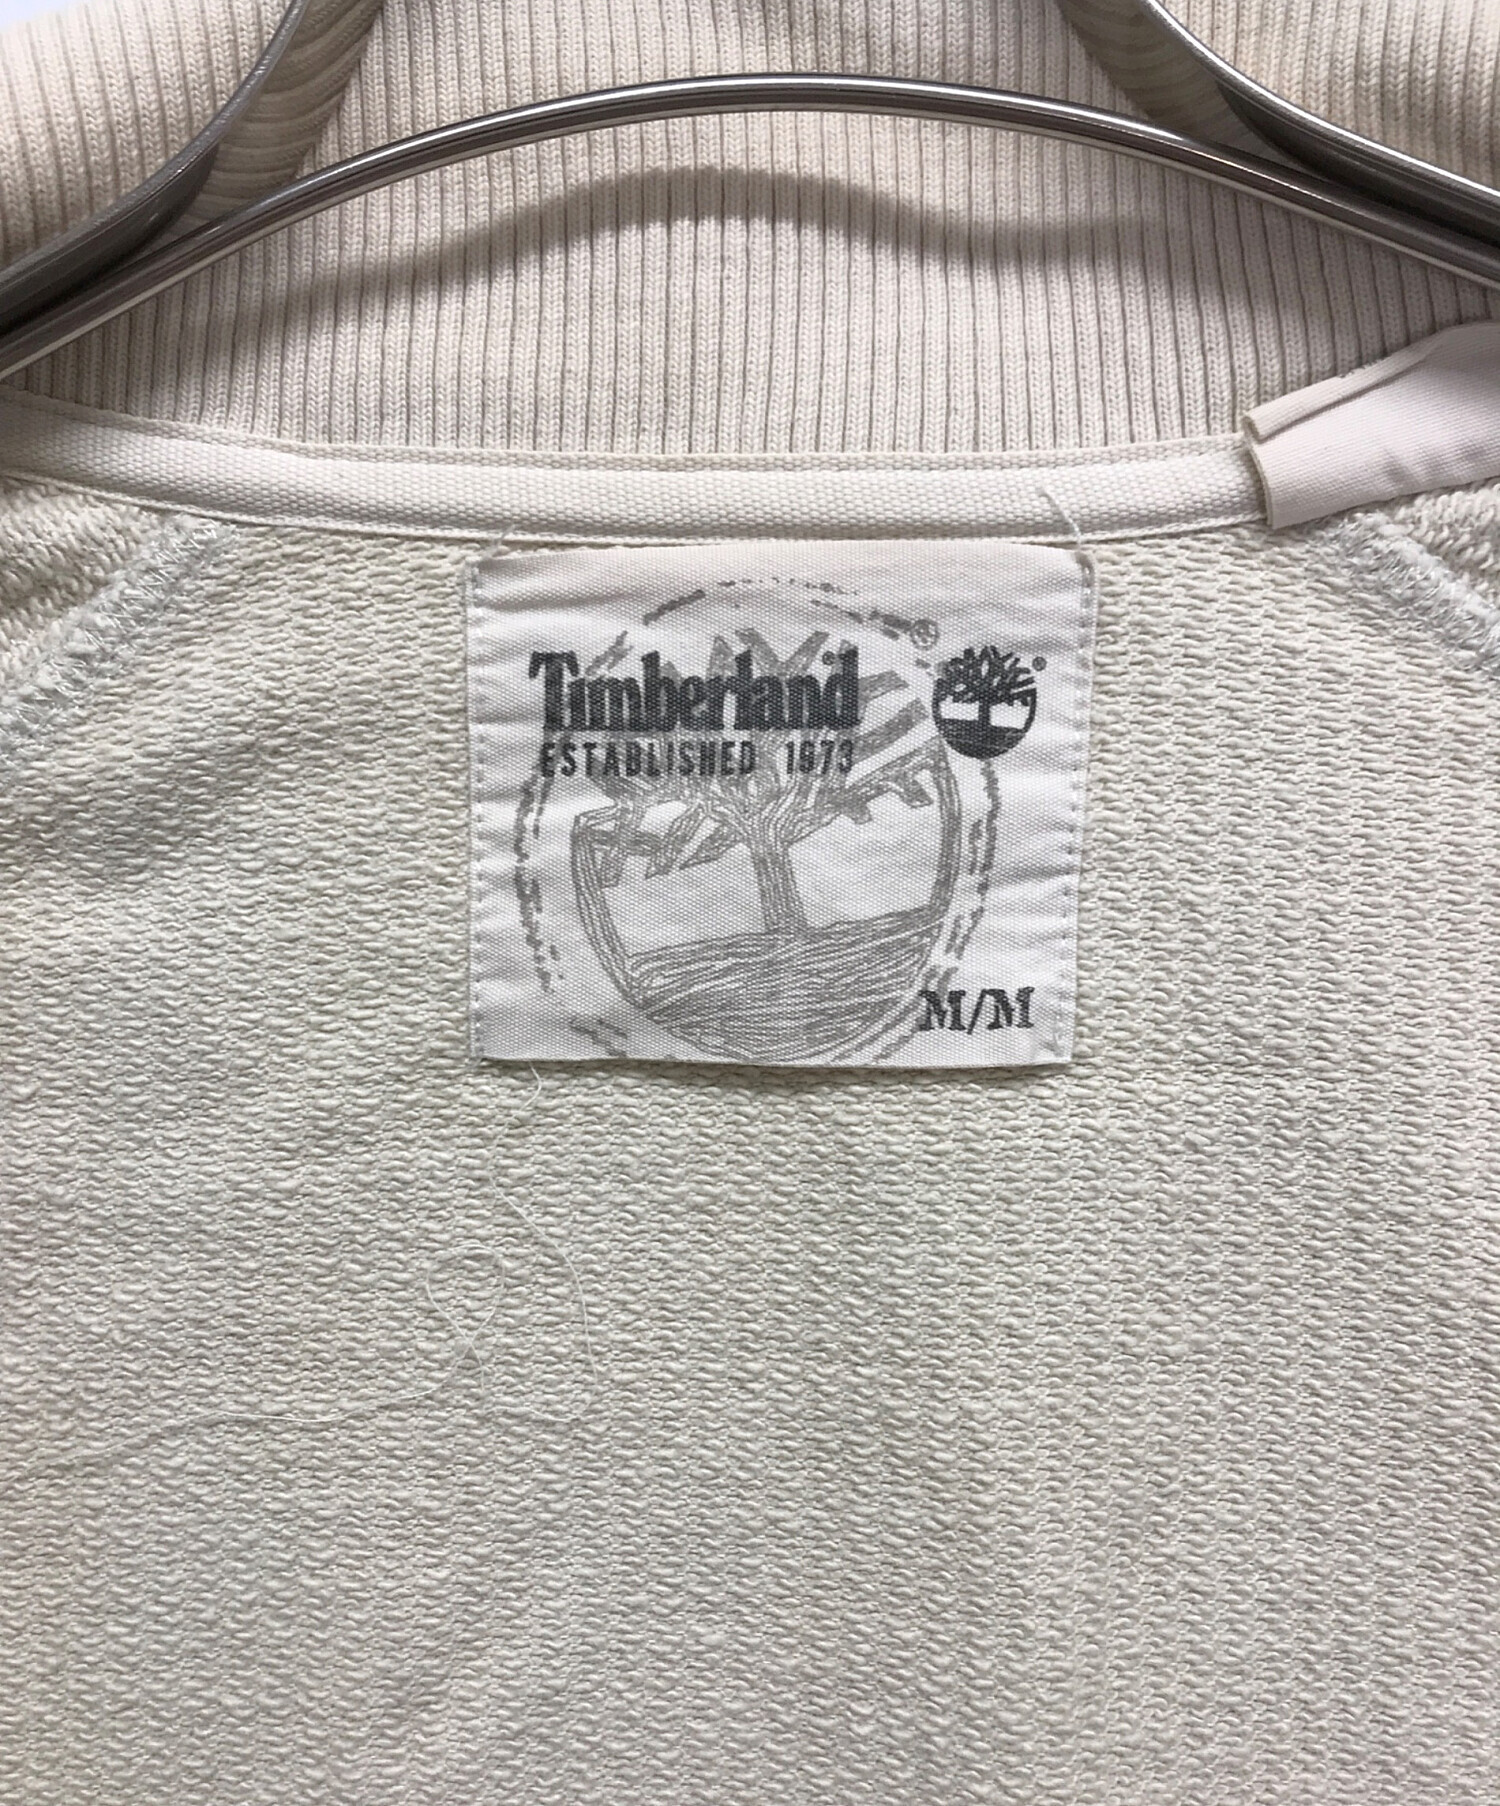 Timberland®
ESTABLISHED 1973
®
®
M/M